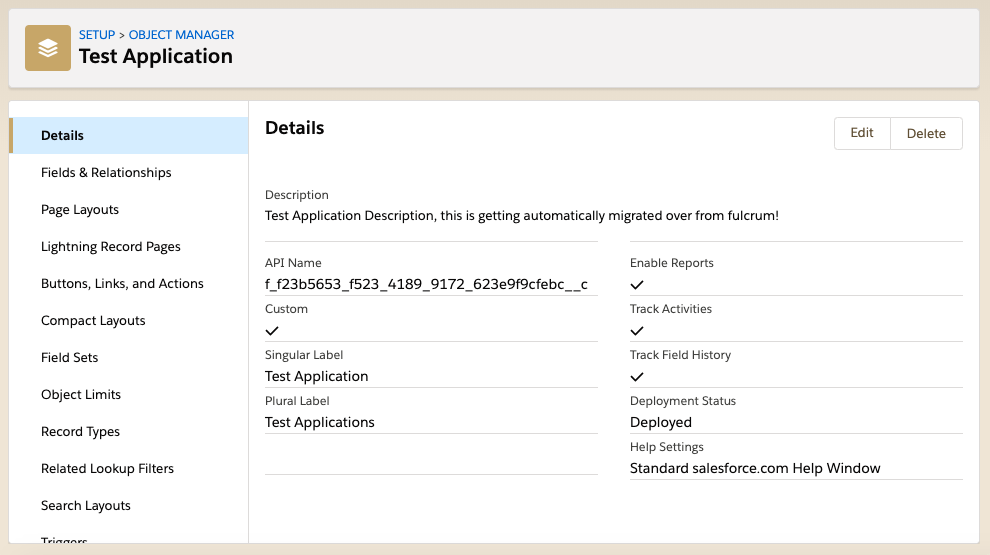 SETUP > OBJECT MANAGER
Test Application
Details
Fields & Relationships
Page Layouts
Lightning Record Pages
Buttons, Links, and Actions
Compact Layouts
Field Sets
Object Limits
Record Types
Related Lookup Filters
Search Layouts
Triggers
Details
Edit
Delete
Description
Test Application Description, this is getting automatically migrated over from fulcrum!
API Name
f_f23b5653_f523_4189_9172_623e9f9cfebc__c
Custom
Singular Label
Test Application
Plural Label
Test Applications
Enable Reports
Track Activities
Track Field History
Deployment Status
Deployed
Help Settings
Standard salesforce.com Help Window